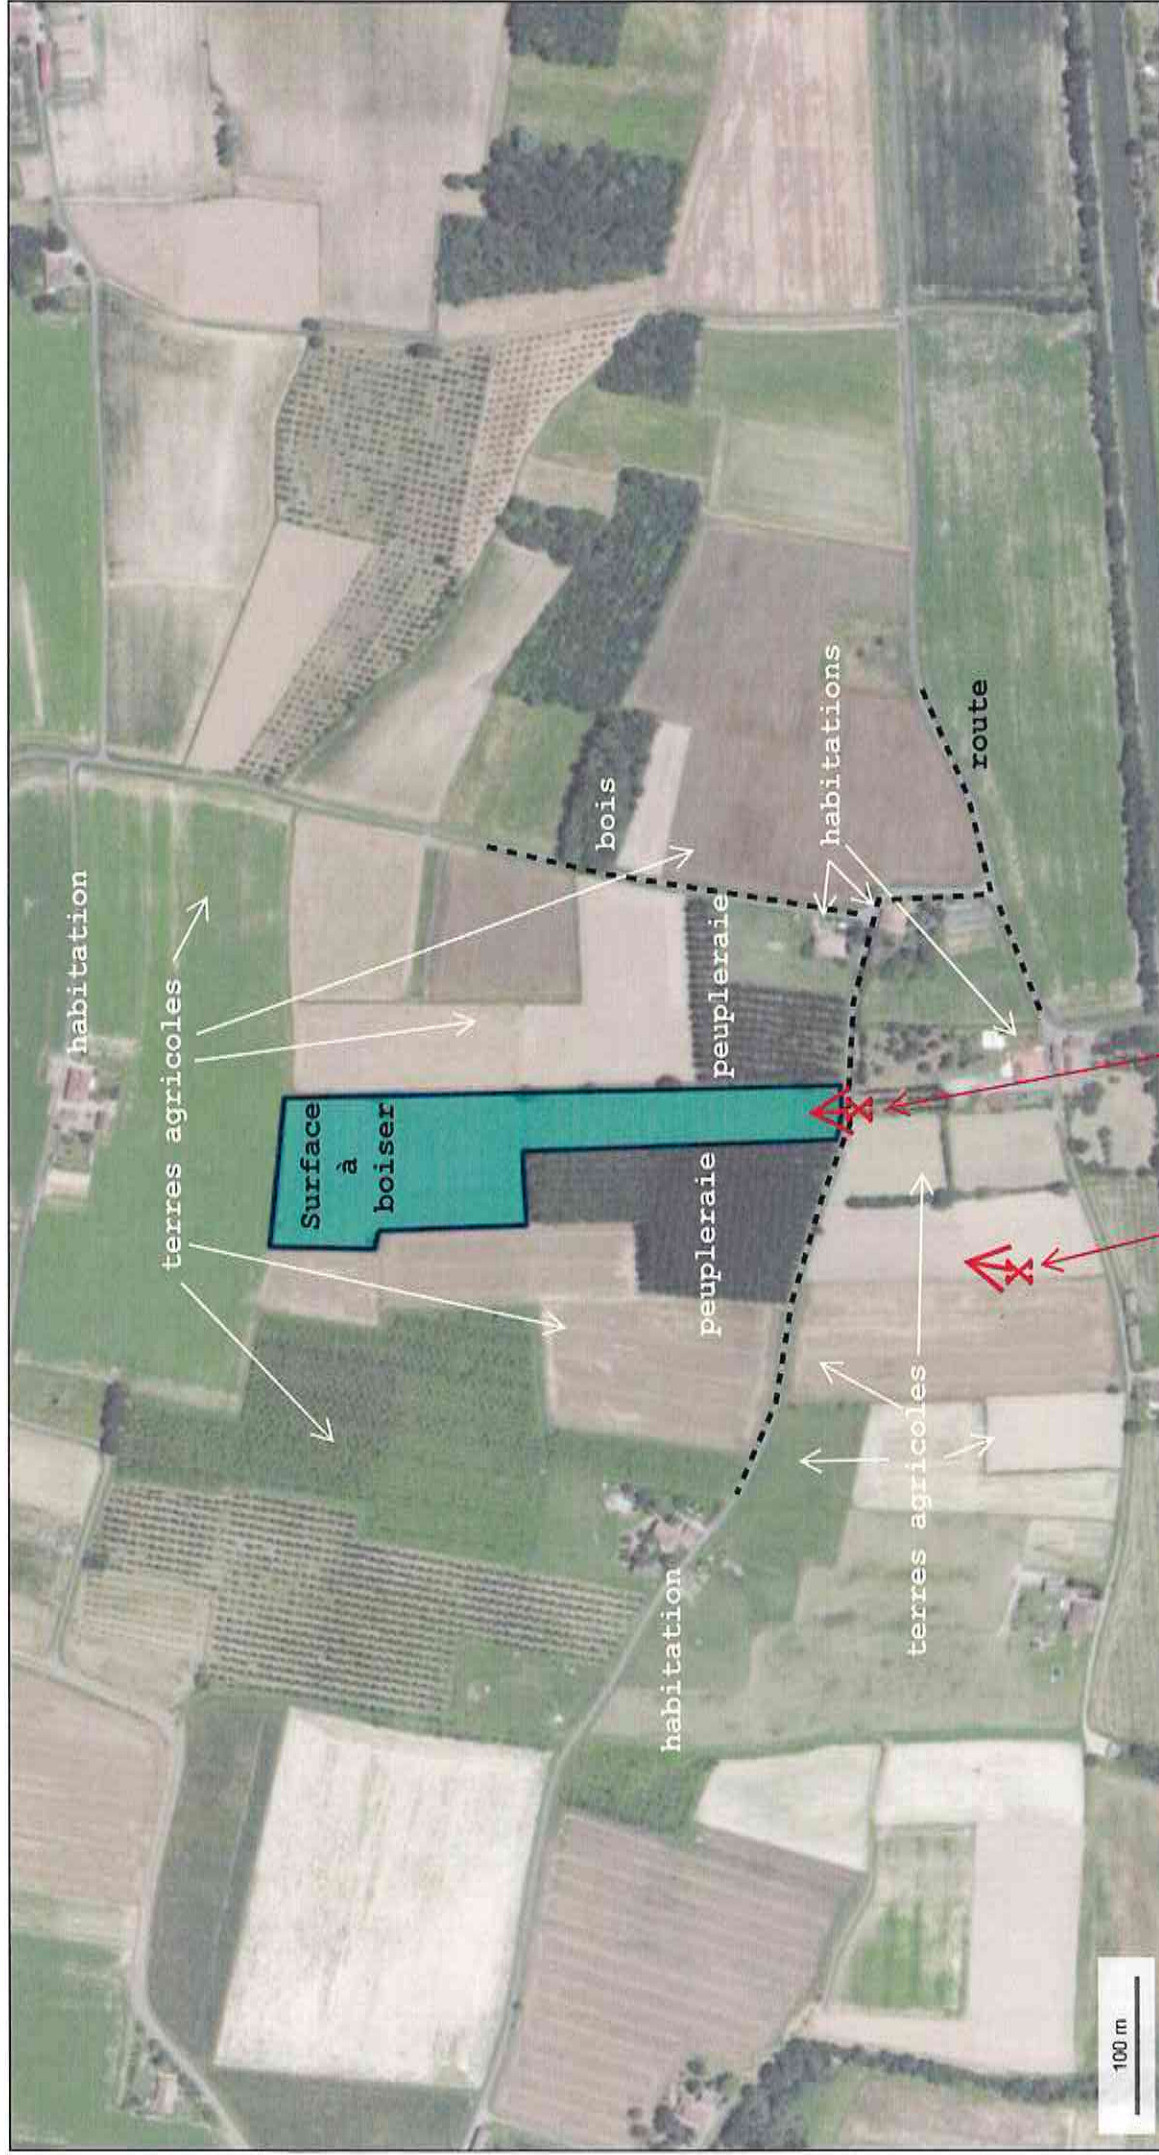 habitation
terres agricoles
Surface
à
boiser
bois
habitation
peupleraie
peupleraie
habitations
terres agricoles
route
100 m